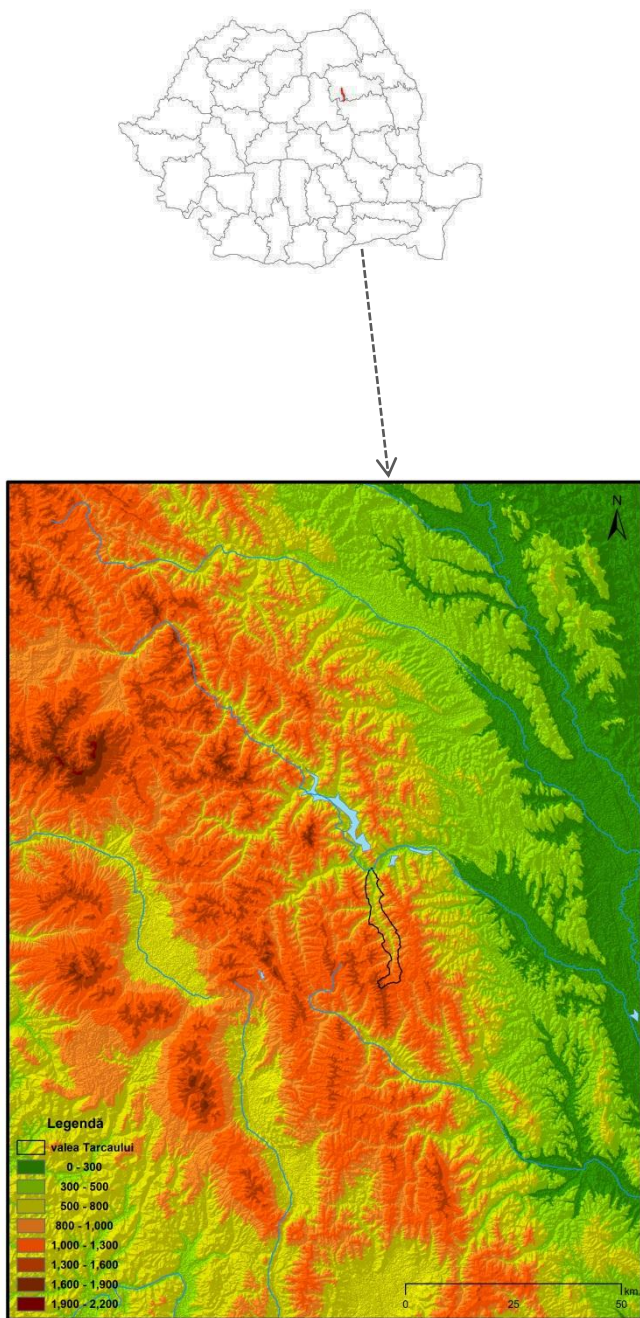 N
Legendă
valea Tarcaului
0 - 300
300 - 500
500 - 800
800 - 1,000
1,000 - 1,300
1,300 - 1,600
1,600 - 1,900
1,900 - 2,200
km.
0 25 50